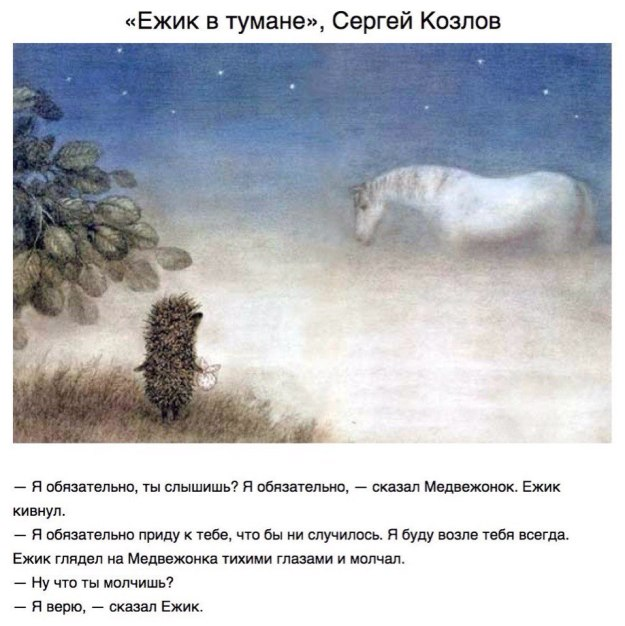 «Ежик в тумане», Сергей Козлов
— Я обязательно, ты слышишь? Я обязательно, — сказал Медвежонок. Ежик
кивнул.
— Я обязательно приду к тебе, что бы ни случилось. Я буду возле тебя всегда.
Ежик глядел на Медвежонка тихими глазами и молчал.
— Ну что ты молчишь?
— Я верю, — сказал Ежик.